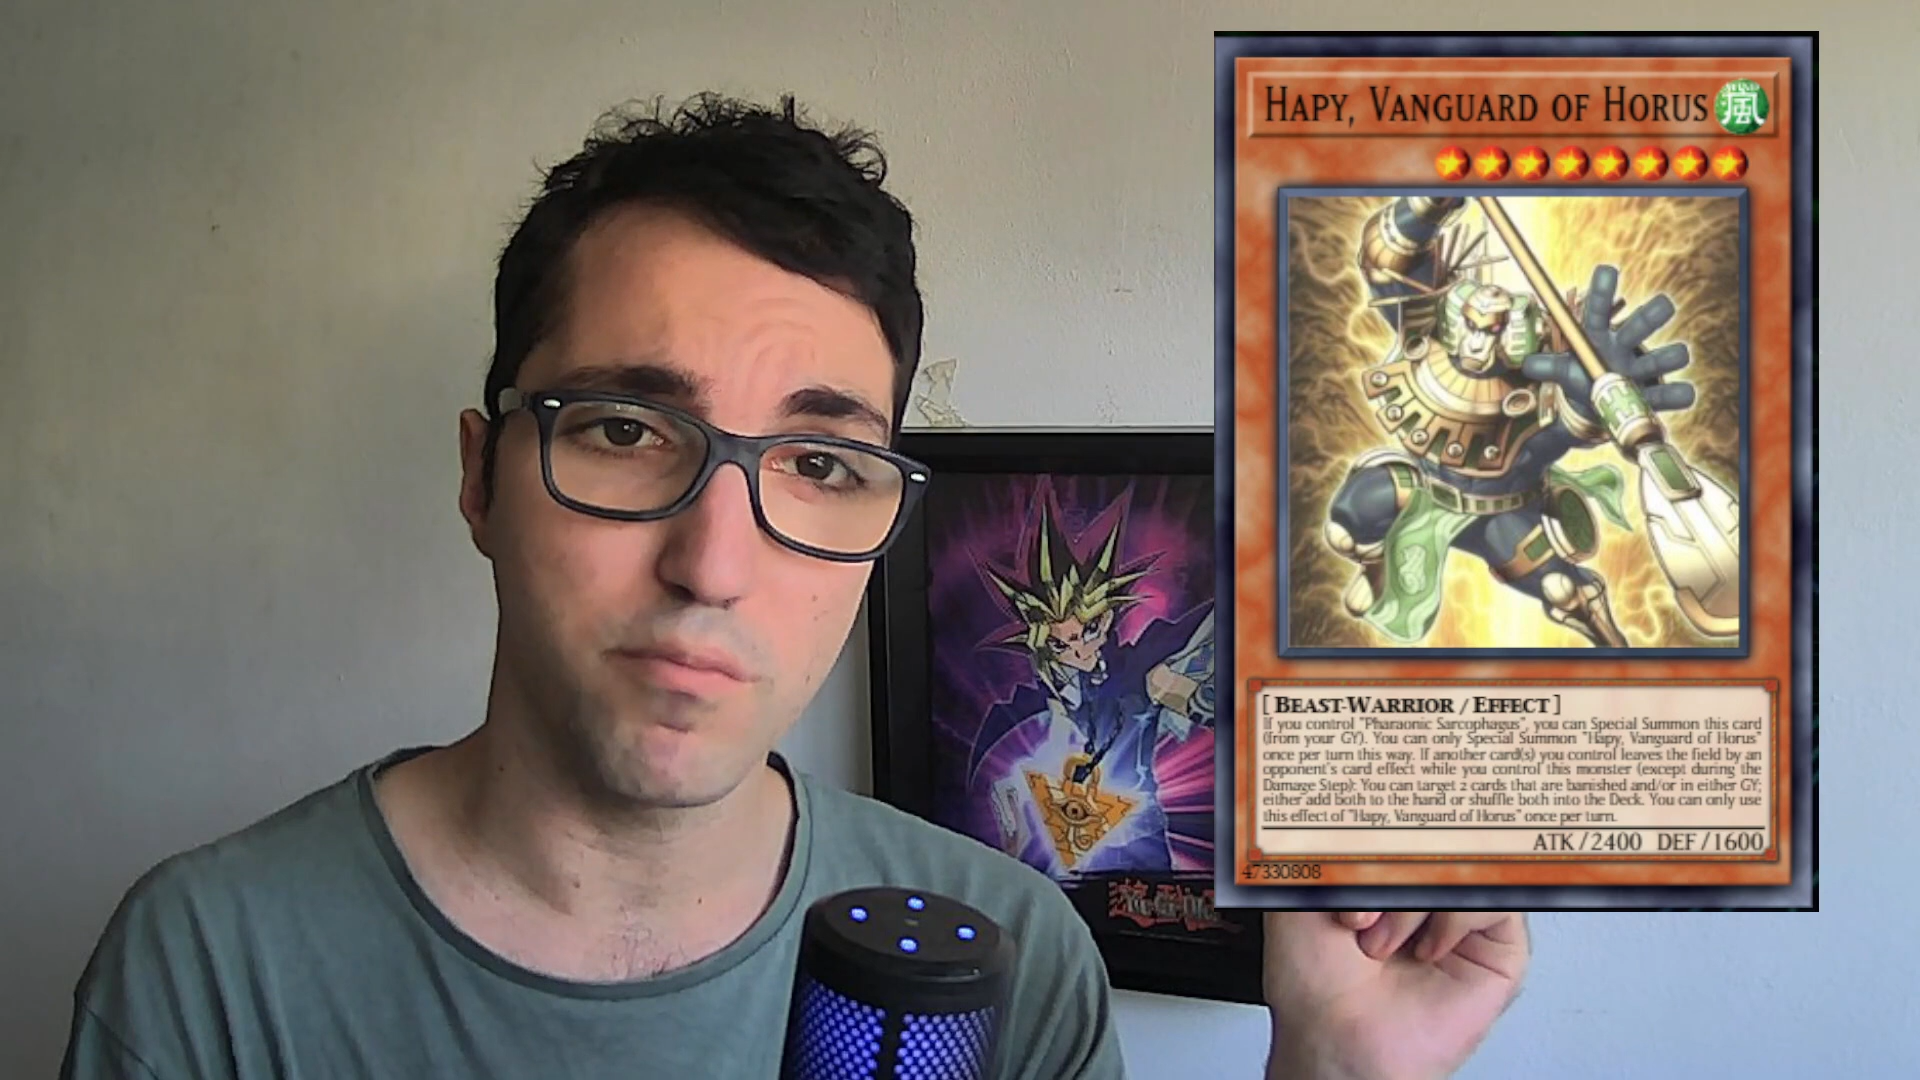 HAPY, VANGUARD OF HORUS
[ BEAST-WARRIOR / EFFECT ]
If you control "Pharaonic Sarcophagus", you can Special Summon this card
(from your GY). You can only Special Summon "Hapy, Vanguard of Horus"
once per turn this way. If another card(s) you control leaves the field by an
opponent's card effect while you control this monster (except during the
Damage Step): You can target 2 cards that are banished and/or in either GY;
either add both to the hand or shuffle both into the Deck. You can only use
this effect of "Hapy, Vanguard of Horus" once per turn.
ATK/2400 DEF/1600
47330808